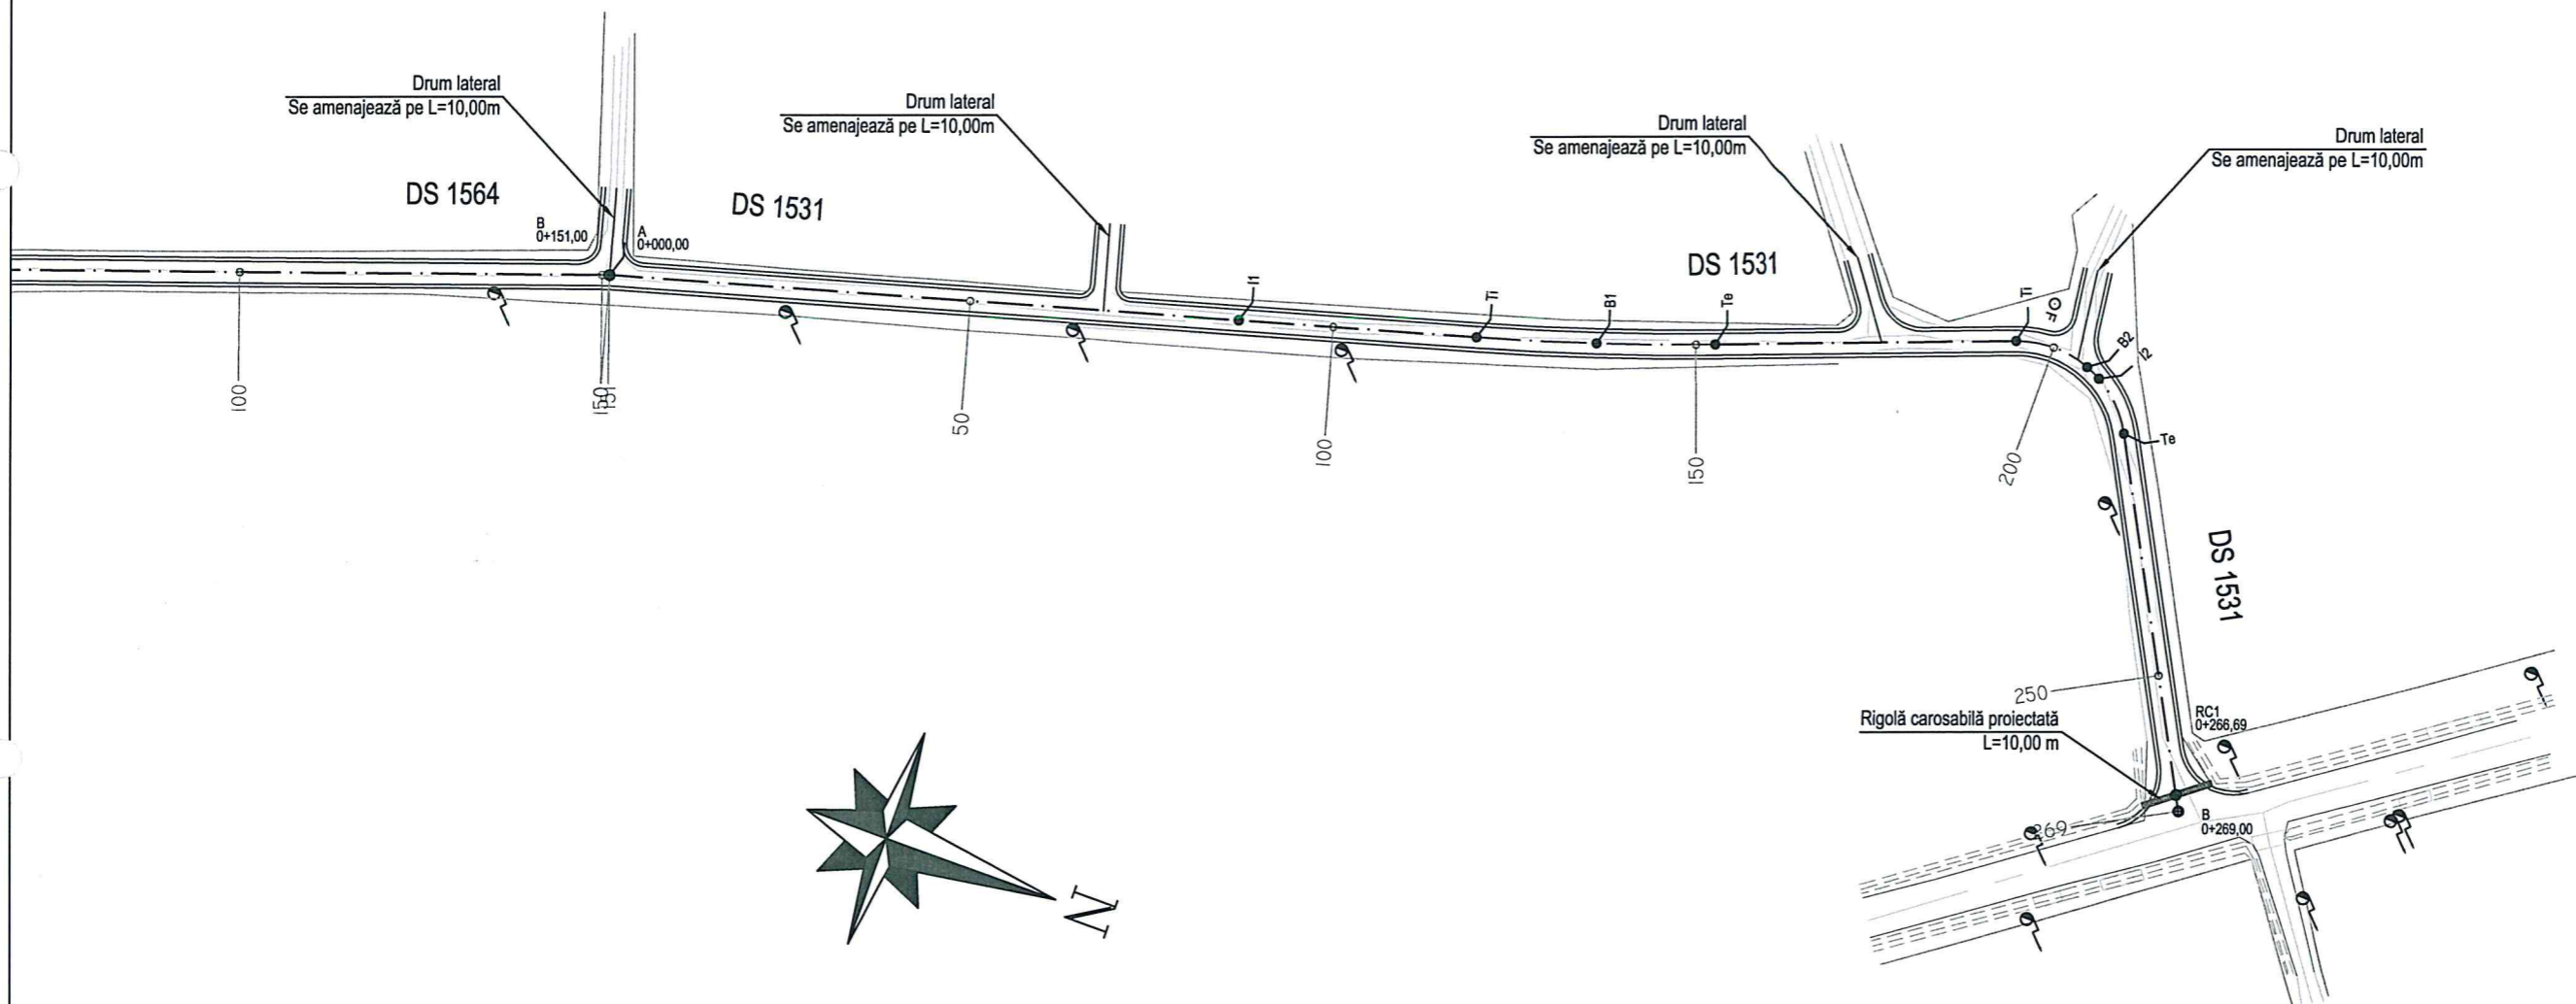 Drum lateral
Se amenajează pe L=10,00m
Drum lateral
Se amenajează pe L=10,00m
Drum lateral
Se amenajează pe L=10,00m
Drum lateral
Se amenajează pe L=10,00m
DS 1564
DS 1531
DS 1531
B
0+151,00
A
0+000,00
I1
Ti
B1
Te
Ti
F
B2
I2
Te
100
150
151
50
100
150
200
DS 1531
250
Rigolă carosabilă proiectată
L=10,00 m
RC1
0+266,69
269
B
0+269,00
N